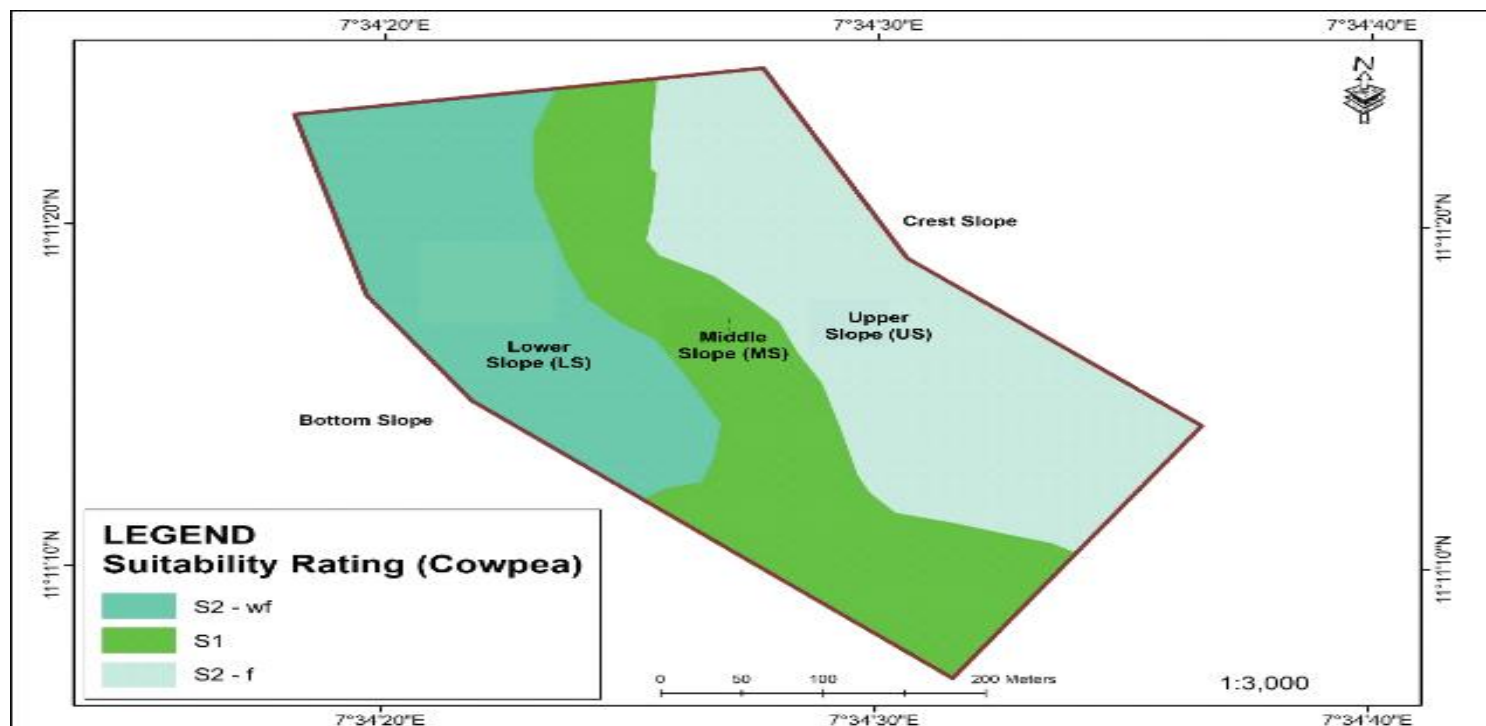 7°34'20"E 7°34'30"E 7°34'40"E
N
11°11'20"N
11°11'20"N
Crest Slope
Upper
Slope (US)
Middle
Slope (MS)
Lower
Slope (LS)
Bottom Slope
11°11'10"N
11°11'10"N
LEGEND
Suitability Rating (Cowpea)
S2 - wf
S1
S2 - f
0 50 100 200 Meters
1:3,000
7°34'20"E 7°34'30"E 7°34'40"E